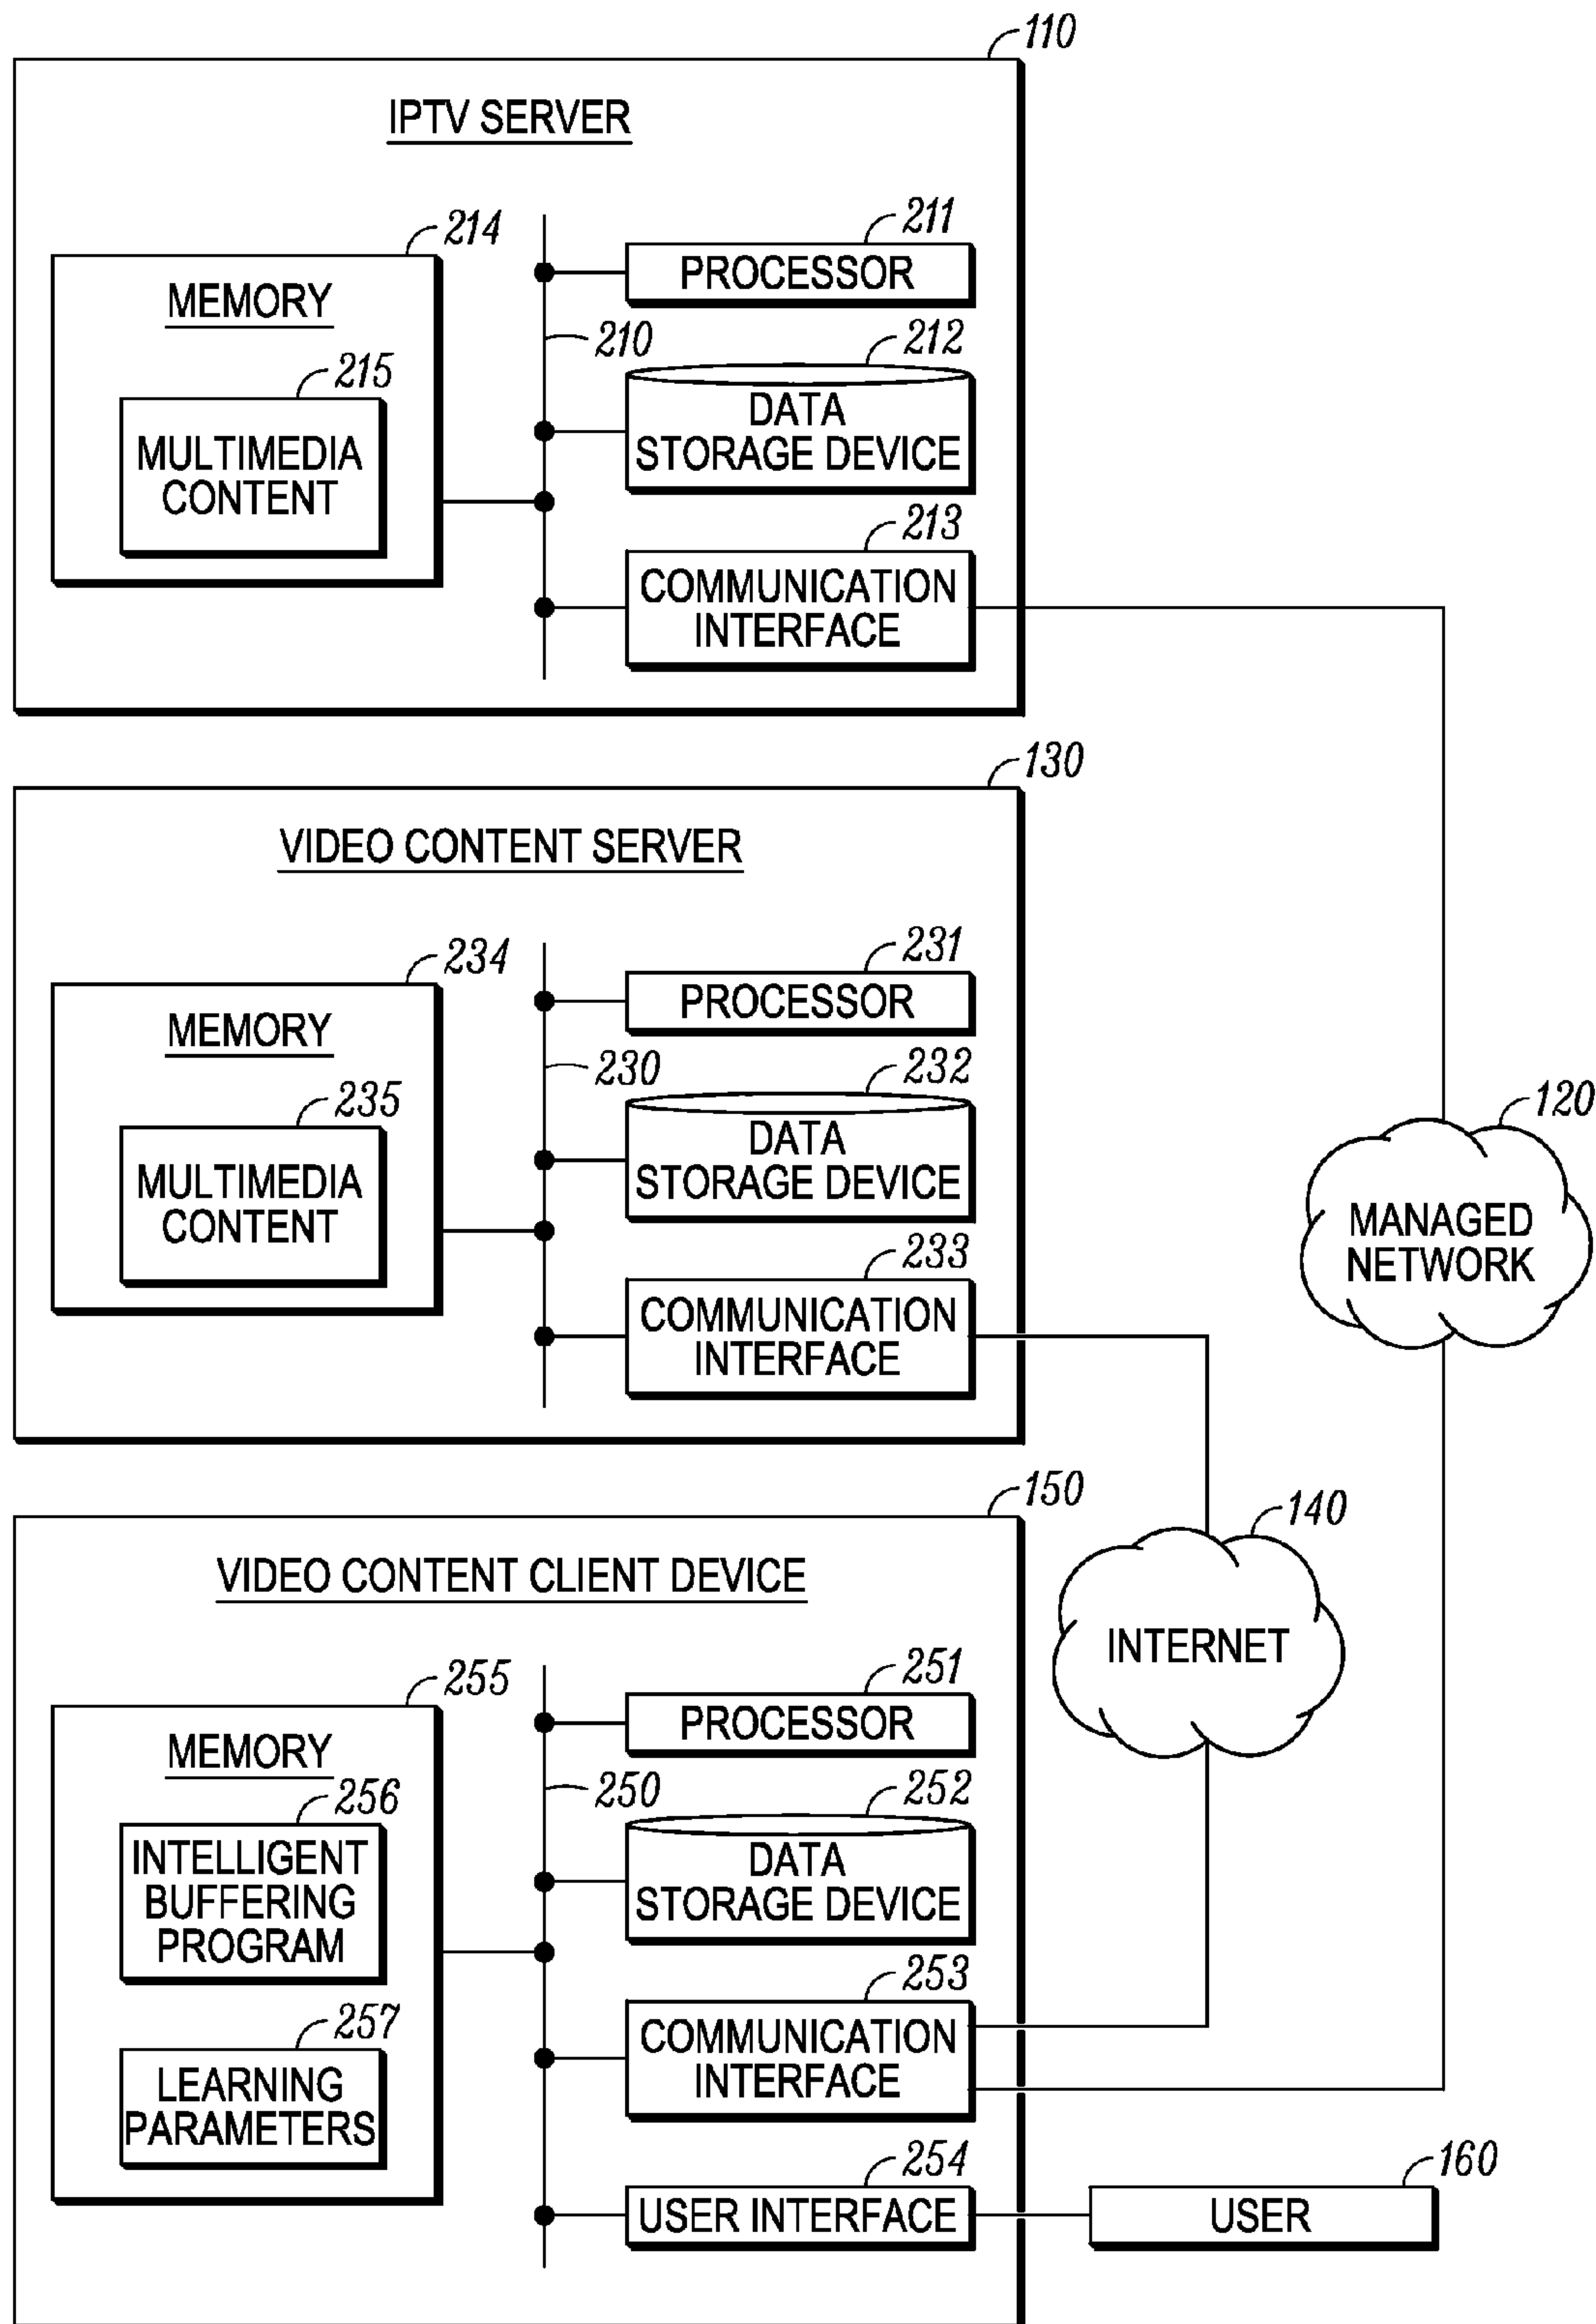 110
IPTV SERVER
214
MEMORY
215
MULTIMEDIA
CONTENT
210
211
PROCESSOR
212
DATA
STORAGE DEVICE
213
COMMUNICATION
INTERFACE
130
VIDEO CONTENT SERVER
234
MEMORY
235
MULTIMEDIA
CONTENT
230
231
PROCESSOR
232
DATA
STORAGE DEVICE
233
COMMUNICATION
INTERFACE
120
MANAGED
NETWORK
140
INTERNET
150
VIDEO CONTENT CLIENT DEVICE
255
MEMORY
256
INTELLIGENT
BUFFERING
PROGRAM
257
LEARNING
PARAMETERS
250
251
PROCESSOR
252
DATA
STORAGE DEVICE
253
COMMUNICATION
INTERFACE
254
USER INTERFACE
160
USER